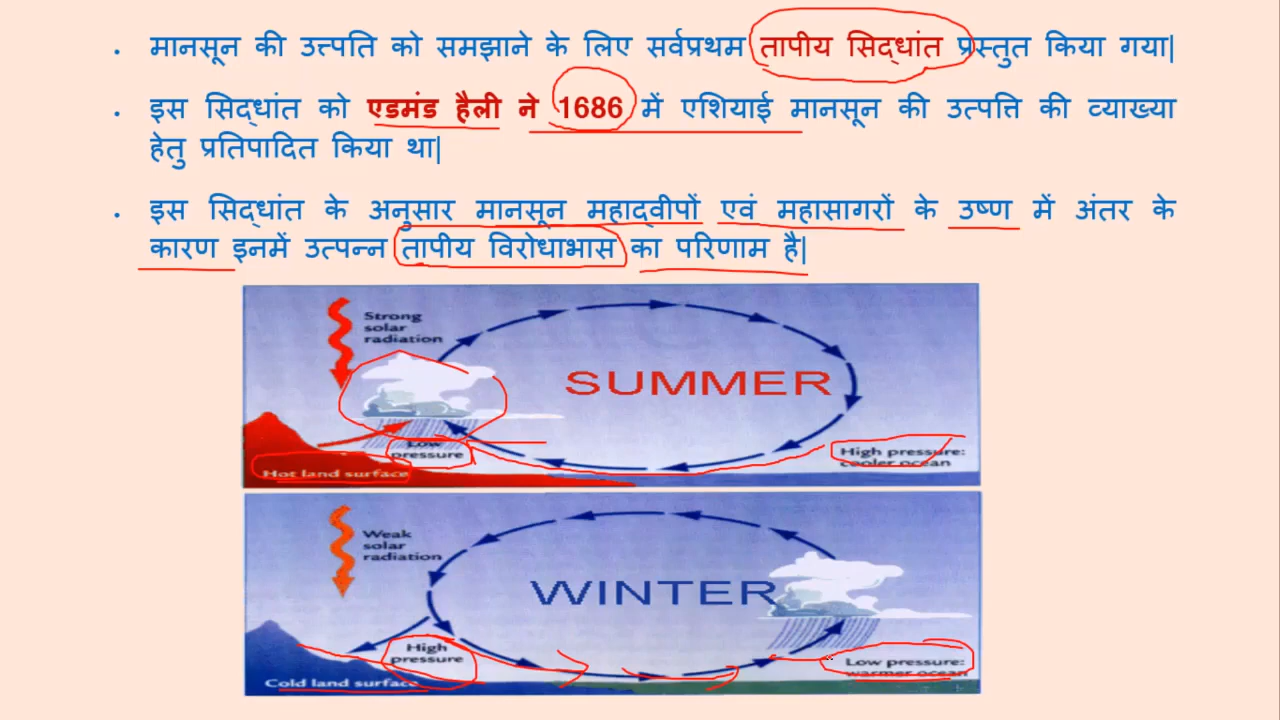 • मानसून की उत्त्पति को समझाने के लिए सर्वप्रथम तापीय सिद्धांत प्रस्तुत किया गया|
• इस सिद्धांत को एडमंड हैली ने 1686 में एशियाई मानसून की उत्पत्ति की व्याख्या
हेतु प्रतिपादित किया था|
• इस सिद्धांत के अनुसार मानसून महाद्वीपों एवं महासागरों के उष्ण में अंतर के
कारण इनमें उत्पन्न तापीय विरोधाभास का परिणाम है|
Strong
solar
radiation
SUMMER
Low
pressure
High pressure:
cooler ocean
Hot land surface
Weak
solar
radiation
WINTER
High
pressure
Low pressure:
warmer ocean
Cold land surface